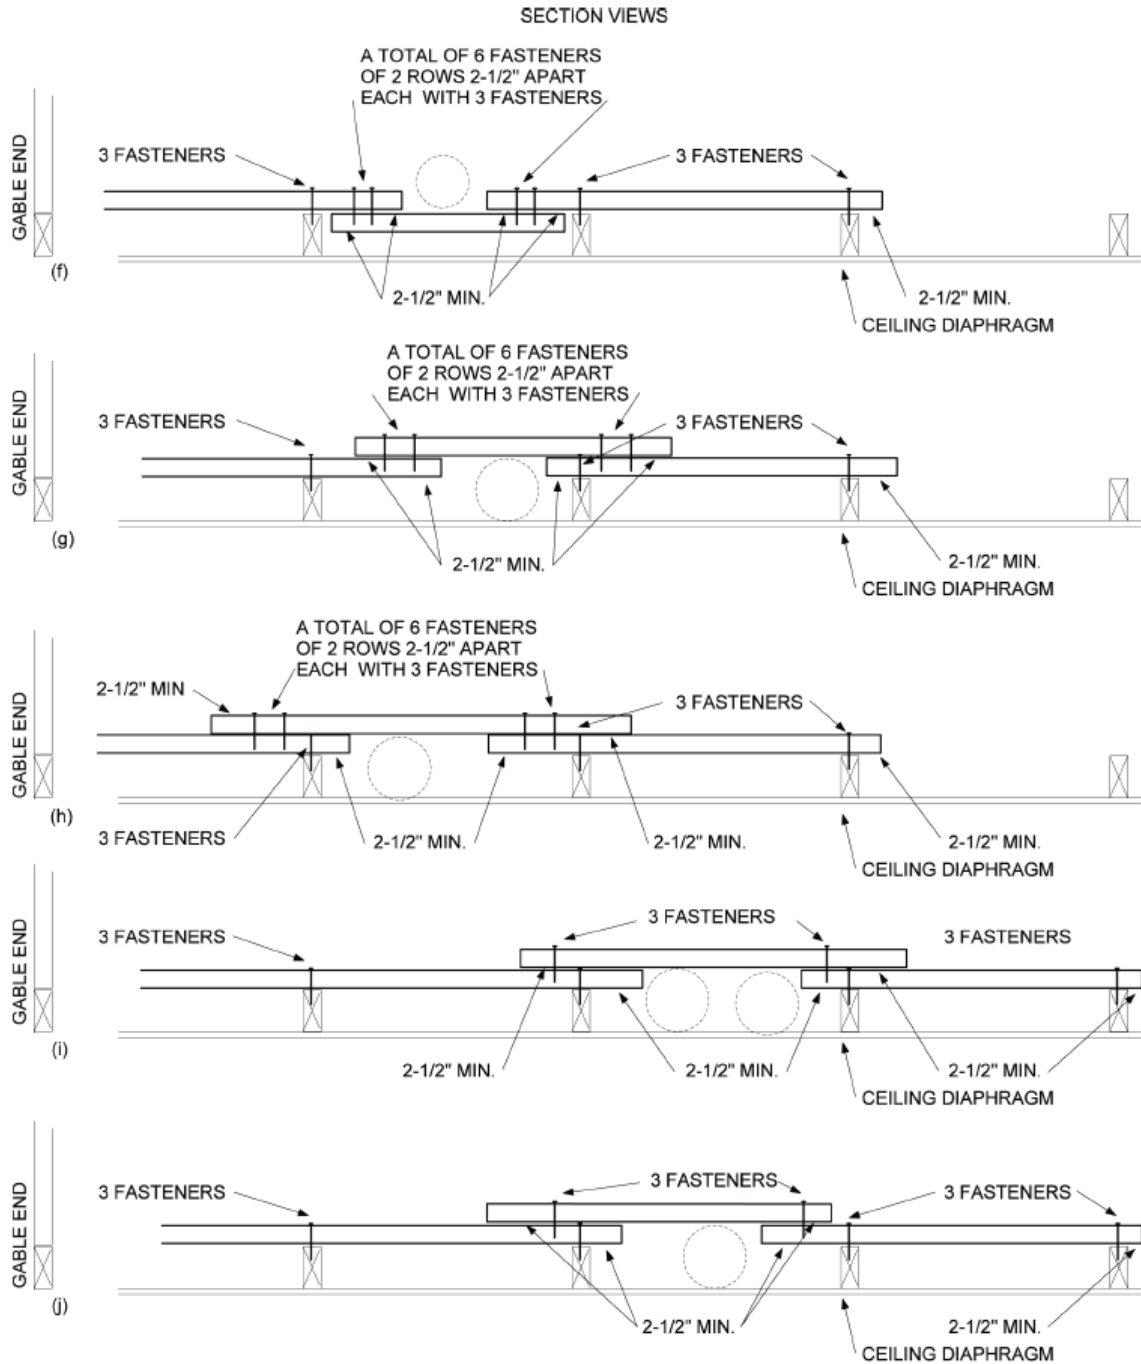 SECTION VIEWS
A TOTAL OF 6 FASTENERS
OF 2 ROWS 2-1/2" APART
EACH WITH 3 FASTENERS
3 FASTENERS
3 FASTENERS
GABLE END
(f)
2-1/2" MIN.
2-1/2" MIN.
CEILING DIAPHRAGM
A TOTAL OF 6 FASTENERS
OF 2 ROWS 2-1/2" APART
EACH WITH 3 FASTENERS
3 FASTENERS
3 FASTENERS
GABLE END
(g)
2-1/2" MIN.
2-1/2" MIN.
CEILING DIAPHRAGM
A TOTAL OF 6 FASTENERS
OF 2 ROWS 2-1/2" APART
EACH WITH 3 FASTENERS
2-1/2" MIN
3 FASTENERS
GABLE END
(h)
3 FASTENERS
2-1/2" MIN.
2-1/2" MIN.
2-1/2" MIN.
CEILING DIAPHRAGM
3 FASTENERS
3 FASTENERS
3 FASTENERS
GABLE END
(i)
2-1/2" MIN.
2-1/2" MIN.
2-1/2" MIN.
CEILING DIAPHRAGM
3 FASTENERS
3 FASTENERS
3 FASTENERS
GABLE END
(j)
2-1/2" MIN.
2-1/2" MIN.
CEILING DIAPHRAGM